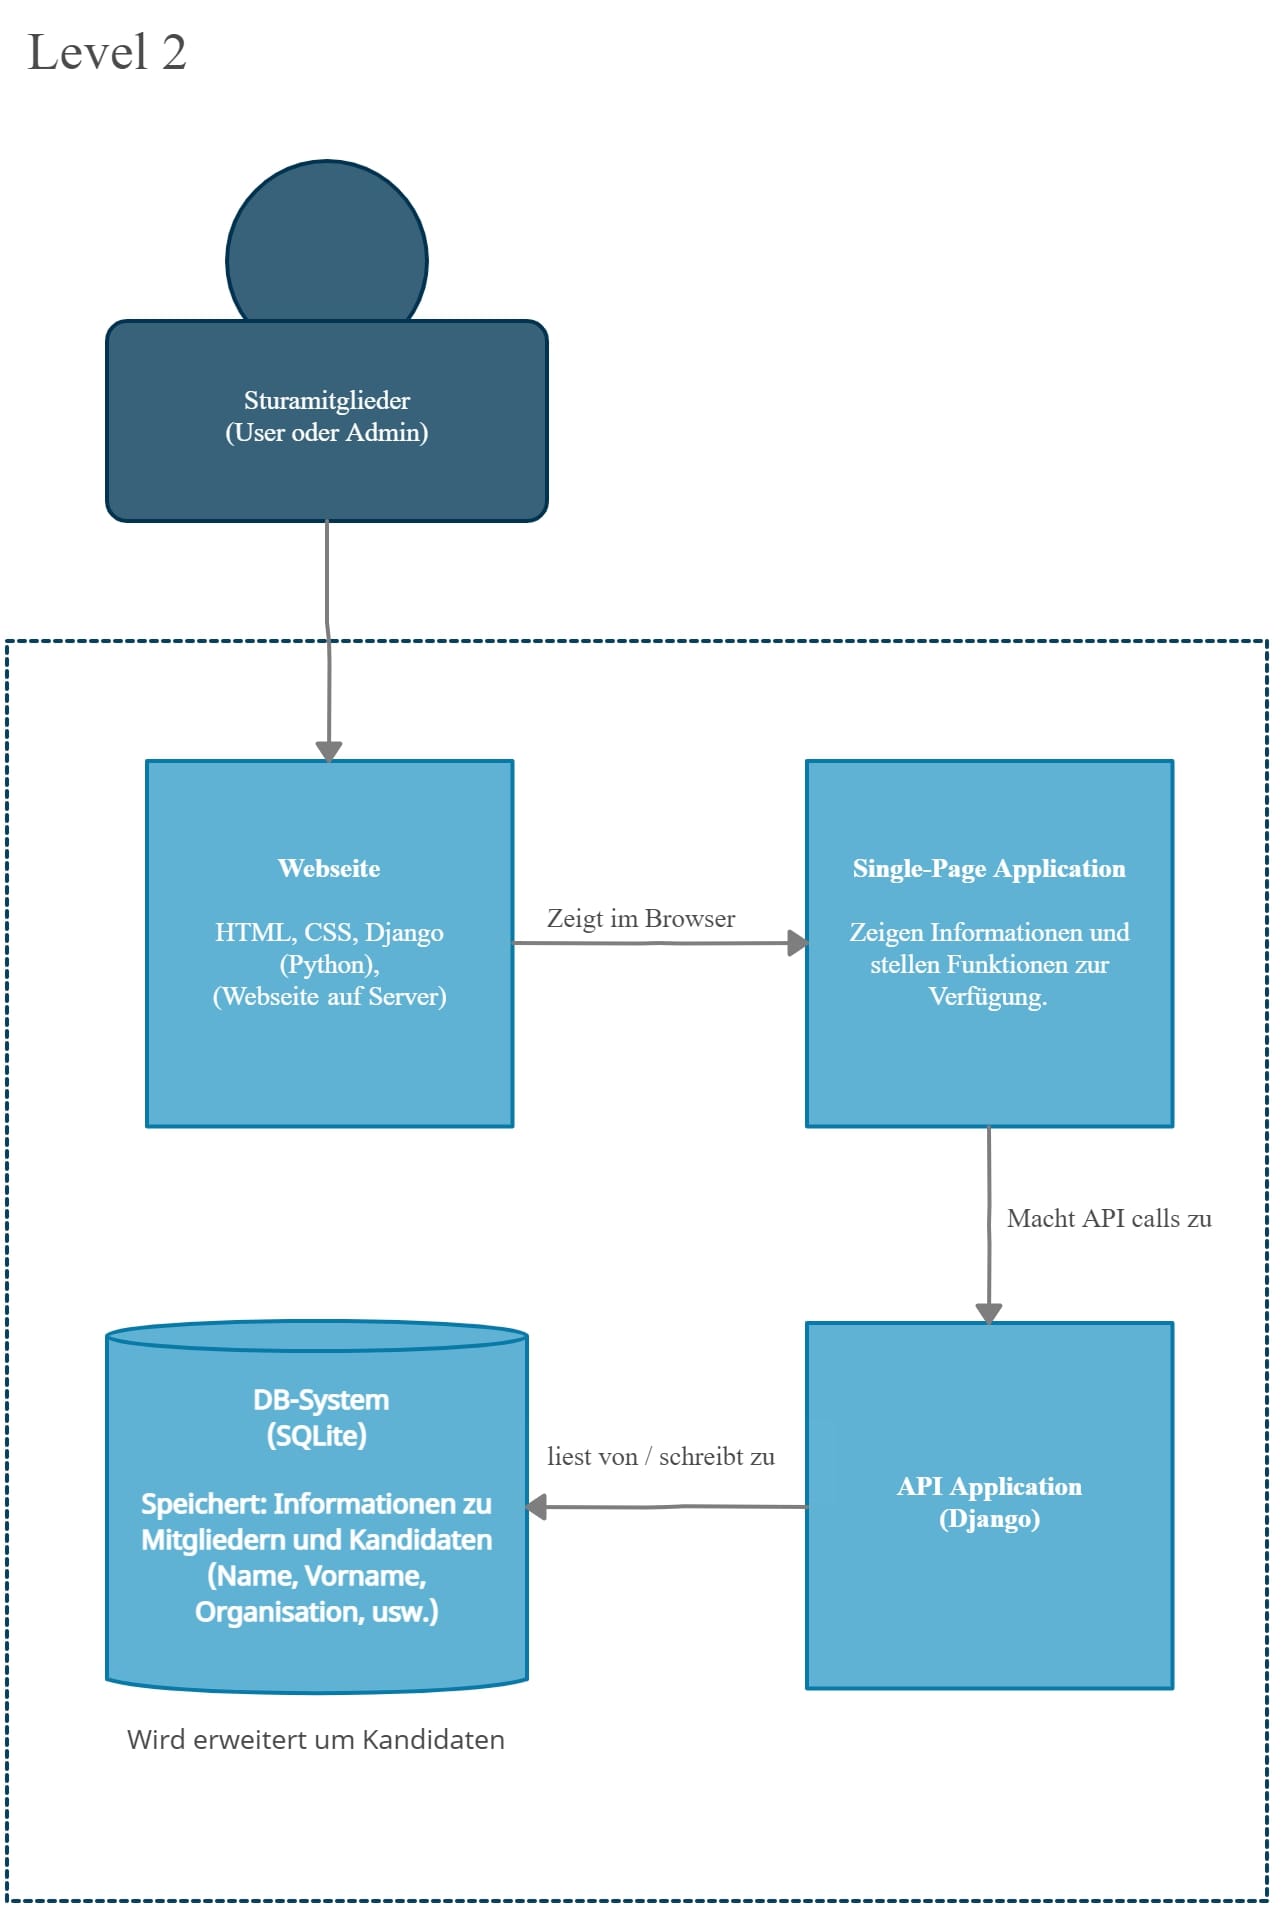 Level 2
Sturamitglieder
(User oder Admin)
Webseite
HTML, CSS, Django
(Python),
(Webseite auf Server)
Zeigt im Browser
Single-Page Application
Zeigen Informationen und
stellen Funktionen zur
Verfügung.
Macht API calls zu
DB-System
(SQLite)
Speichert: Informationen zu
Mitgliedern und Kandidaten
(Name, Vorname,
Organisation, usw.)
liest von / schreibt zu
API Application
(Django)
Wird erweitert um Kandidaten